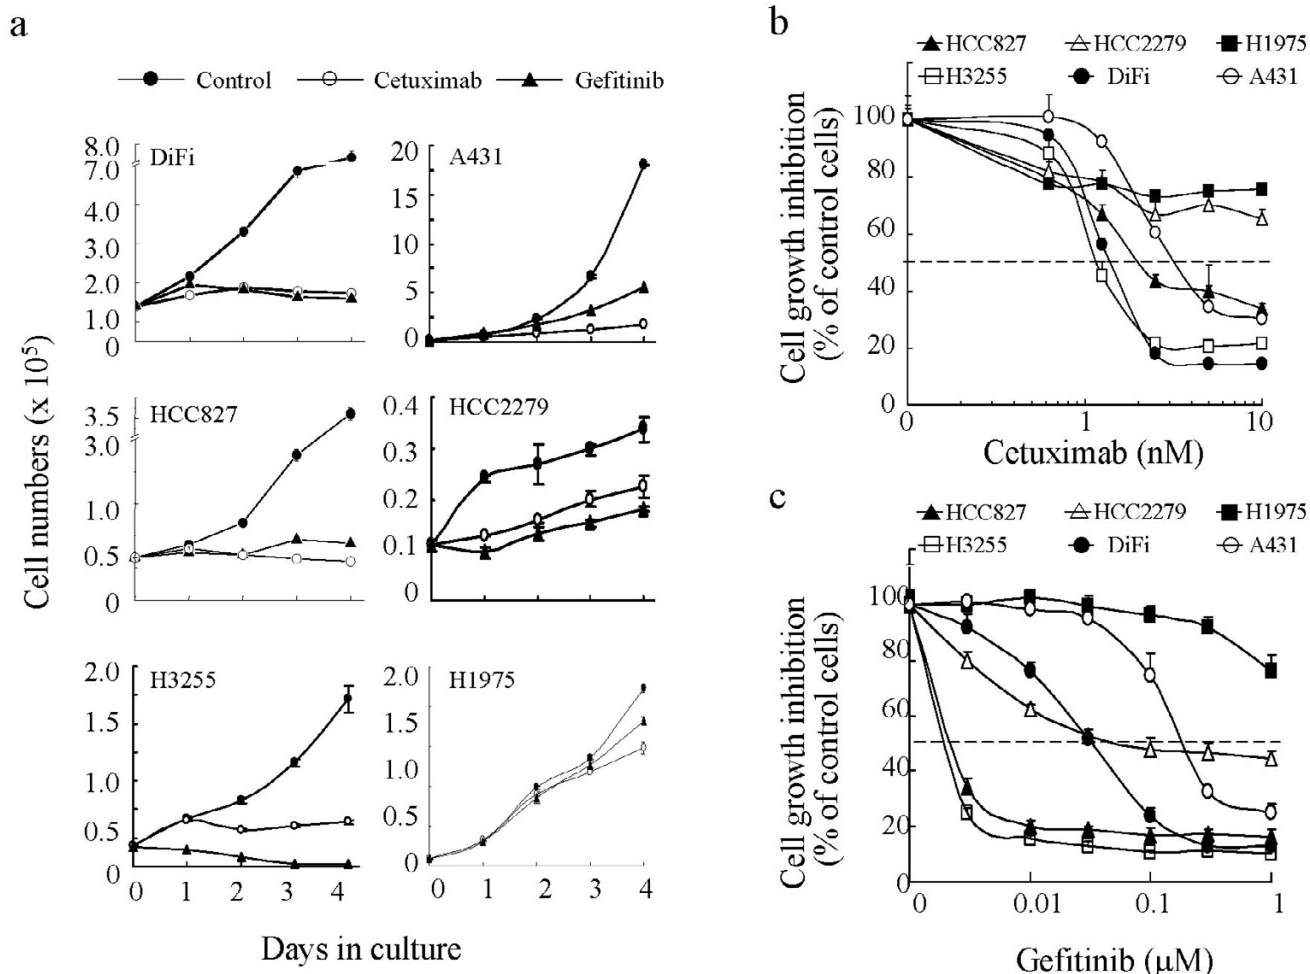 a
Control Cetuximab Gefitinib
Cell numbers (x 10⁵)
DiFi
8.0
7.0
4.0
3.0
2.0
1.0
0
A431
20
15
10
5
0
HCC827
3.5
3.0
1.0
0.5
0
HCC2279
0.4
0.3
0.2
0.1
0
H3255
2.0
1.5
1.0
0.5
0
0 1 2 3 4
H1975
2.0
1.5
1.0
0.5
0
0 1 2 3 4
Days in culture
b
HCC827 HCC2279 H1975
H3255 DiFi A431
Cell growth inhibition
(% of control cells)
100
80
60
40
20
0
0 1 10
Cetuximab (nM)
c
HCC827 HCC2279 H1975
H3255 DiFi A431
Cell growth inhibition
(% of control cells)
100
80
60
40
20
0
0 0.01 0.1 1
Gefitinib (μM)